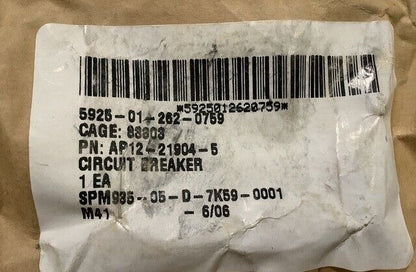 *5925012620759*
5925-01-262-0759
CAGE: 83803
PN: AP12-21904-5
CIRCUIT BREAKER
1 EA
SPM935-05-D-7K59-0001
M41 - 6/06